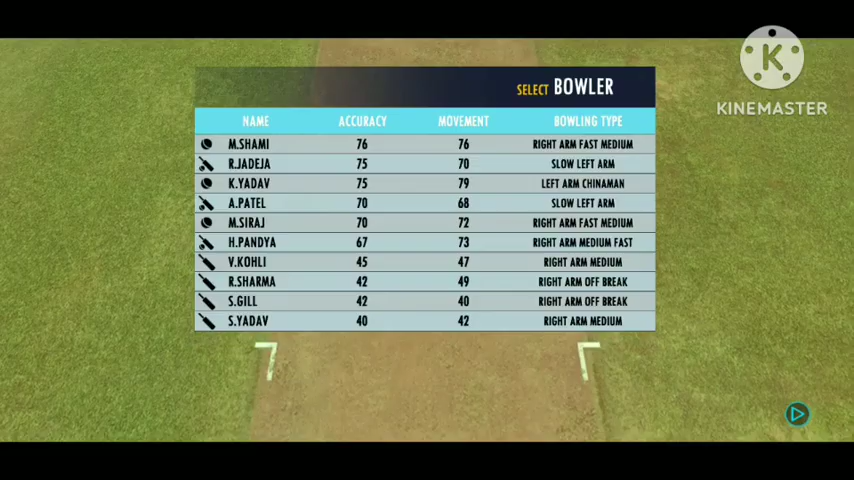 K
KINEMASTER
SELECT BOWLER
NAME ACCURACY MOVEMENT BOWLING TYPE
M.SHAMI 76 76 RIGHT ARM FAST MEDIUM
R.JADEJA 75 70 SLOW LEFT ARM
K.YADAV 75 79 LEFT ARM CHINAMAN
A.PATEL 70 68 SLOW LEFT ARM
M.SIRAJ 70 72 RIGHT ARM FAST MEDIUM
H.PANDYA 67 73 RIGHT ARM MEDIUM FAST
V.KOHLI 45 47 RIGHT ARM MEDIUM
R.SHARMA 42 49 RIGHT ARM OFF BREAK
S.GILL 42 40 RIGHT ARM OFF BREAK
S.YADAV 40 42 RIGHT ARM MEDIUM